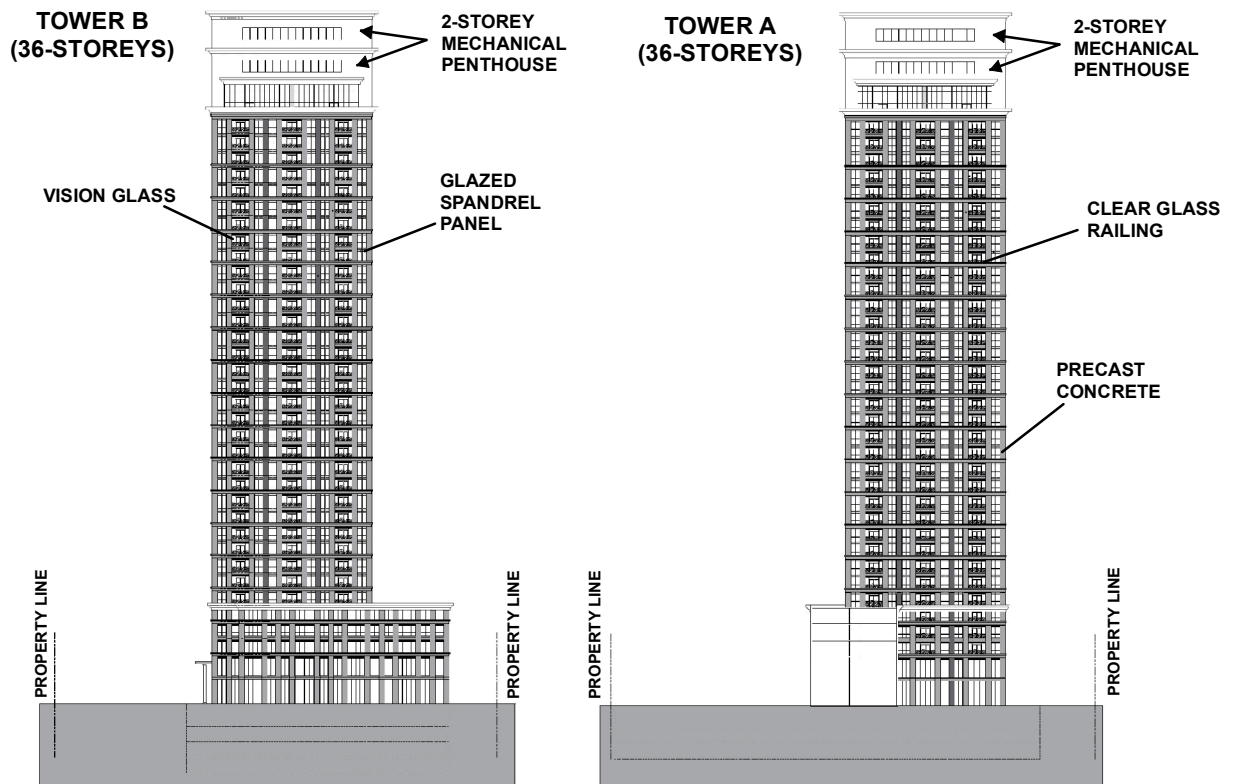 TOWER B
(36-STOREYS)
2-STOREY
MECHANICAL
PENTHOUSE
VISION GLASS
GLAZED
SPANDREL
PANEL
PROPERTY LINE
PROPERTY LINE
TOWER A
(36-STOREYS)
2-STOREY
MECHANICAL
PENTHOUSE
CLEAR GLASS
RAILING
PRECAST
CONCRETE
PROPERTY LINE
PROPERTY LINE